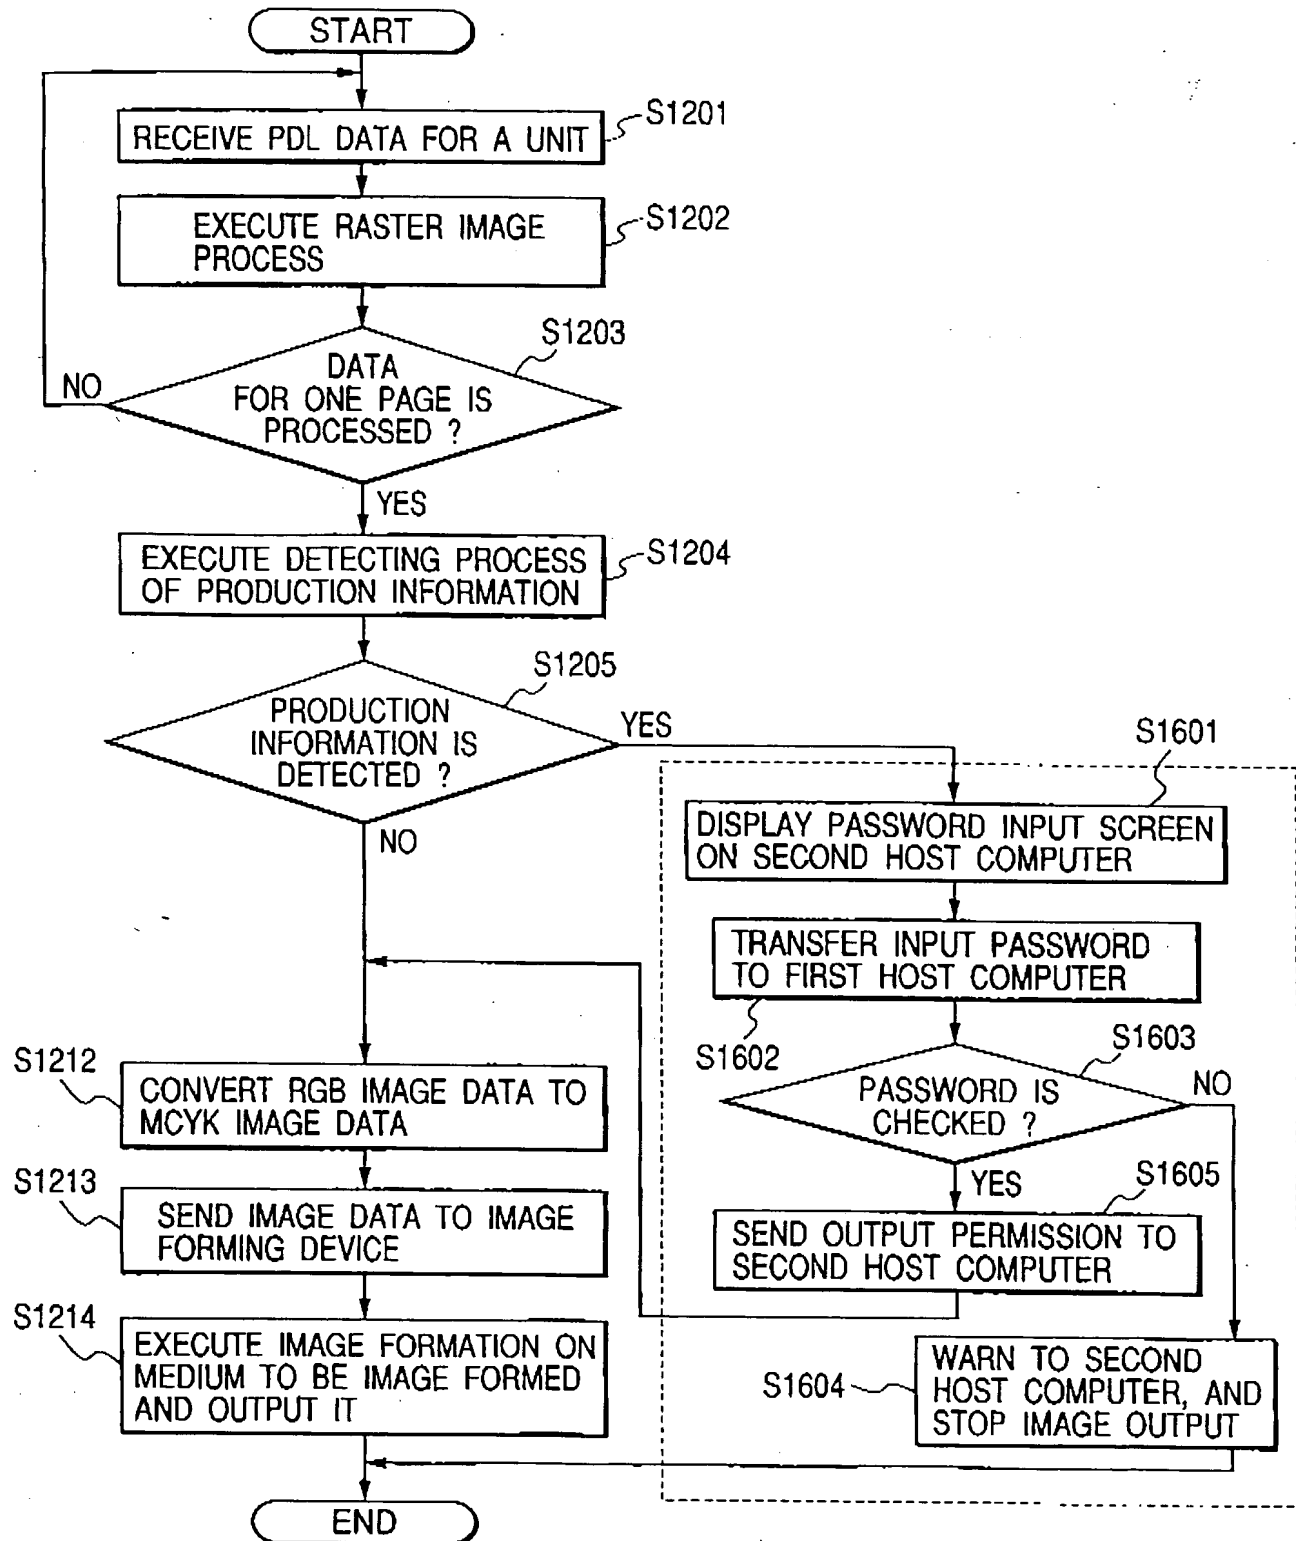 START
RECEIVE PDL DATA FOR A UNIT
S1201
EXECUTE RASTER IMAGE
PROCESS
S1202
S1203
DATA
FOR ONE PAGE IS
PROCESSED ?
NO
YES
EXECUTE DETECTING PROCESS
OF PRODUCTION INFORMATION
S1204
S1205
PRODUCTION
INFORMATION IS
DETECTED ?
YES
NO
S1601
DISPLAY PASSWORD INPUT SCREEN
ON SECOND HOST COMPUTER
TRANSFER INPUT PASSWORD
TO FIRST HOST COMPUTER
S1602
S1603
PASSWORD IS
CHECKED ?
NO
YES
S1605
SEND OUTPUT PERMISSION TO
SECOND HOST COMPUTER
S1604
WARN TO SECOND
HOST COMPUTER, AND
STOP IMAGE OUTPUT
S1212
CONVERT RGB IMAGE DATA TO
MCYK IMAGE DATA
S1213
SEND IMAGE DATA TO IMAGE
FORMING DEVICE
S1214
EXECUTE IMAGE FORMATION ON
MEDIUM TO BE IMAGE FORMED
AND OUTPUT IT
END